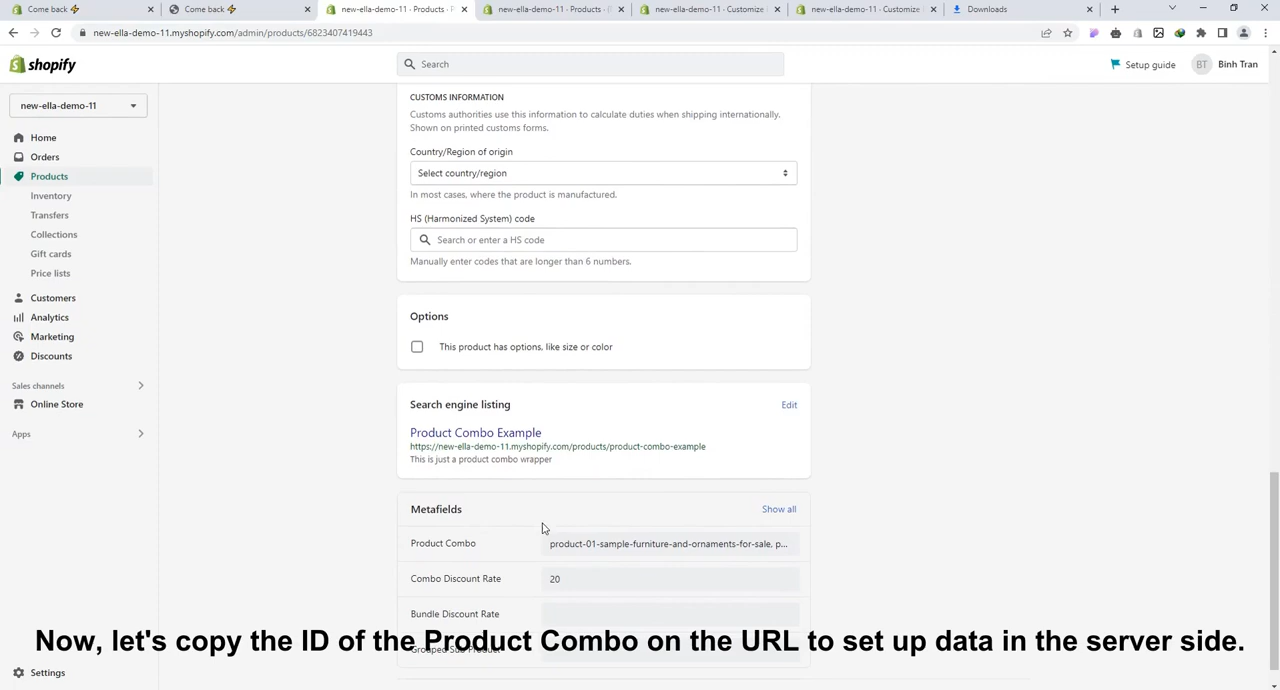 Come back⚡
Come back⚡
new-ella-demo-11 - Products - P
new-ella-demo-11 - Products - (
new-ella-demo-11 - Customize
new-ella-demo-11 - Customize
Downloads
new-ella-demo-11.myshopify.com/admin/products/6823407419443
shopify
Search
Setup guide
BT
Binh Tran
new-ella-demo-11
Home
Orders
Products
Inventory
Transfers
Collections
Gift cards
Price lists
Customers
Analytics
Marketing
Discounts
Sales channels
Online Store
Apps
Settings
CUSTOMS INFORMATION
Customs authorities use this information to calculate duties when shipping internationally.
Shown on printed customs forms.
Country/Region of origin
Select country/region
In most cases, where the product is manufactured.
HS (Harmonized System) code
Search or enter a HS code
Manually enter codes that are longer than 6 numbers.
Options
This product has options, like size or color
Search engine listing
Edit
Product Combo Example
https://new-ella-demo-11.myshopify.com/products/product-combo-example
This is just a product combo wrapper
Metafields
Show all
Product Combo
product-01-sample-furniture-and-ornaments-for-sale, p...
Combo Discount Rate
20
Bundle Discount Rate
Now, let's copy the ID of the Product Combo on the URL to set up data in the server side.
Grouped Sub Product